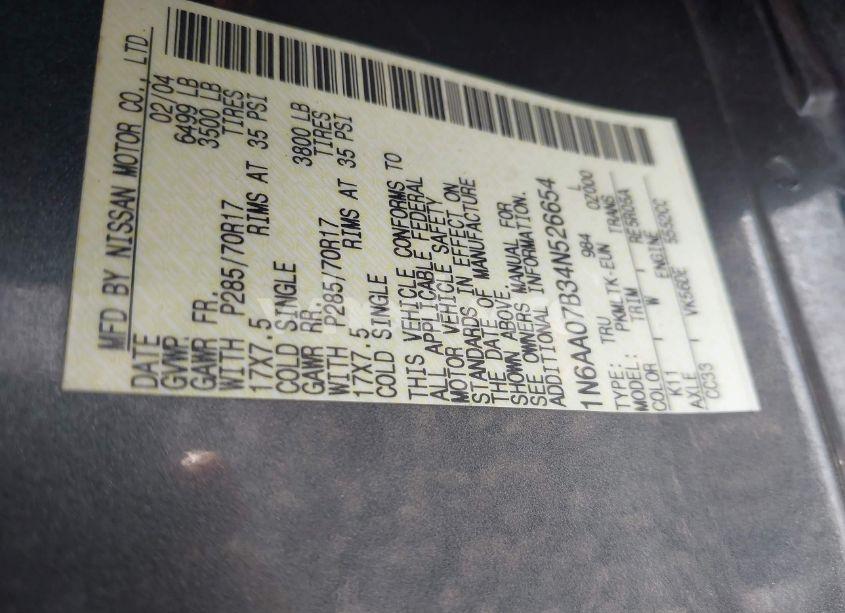 MFD BY NISSAN MOTOR CO., LTD.
DATE 02/04
GVWR 6499 LB
GAWR FR. 3500 LB
WITH P285/70R17 TIRES
17X7.5 RIMS AT 35 PSI
COLD SINGLE
GAWR RR. 3800 LB
WITH P285/70R17 TIRES
17X7.5 RIMS AT 35 PSI
COLD SINGLE
THIS VEHICLE CONFORMS TO
ALL APPLICABLE FEDERAL
MOTOR VEHICLE SAFETY
STANDARDS IN EFFECT ON
THE DATE OF MANUFACTURE
SHOWN ABOVE.
SEE OWNERS MANUAL FOR
ADDITIONAL INFORMATION.
1N6AA07B34N526654
TYPE: TRU 984 L
MODEL: PKMLTK-EUN 0Z000
COLOR TRIM TRANS
K11 W RE5R05A
AXLE ENGINE
CC33 VK56DE 5552CC